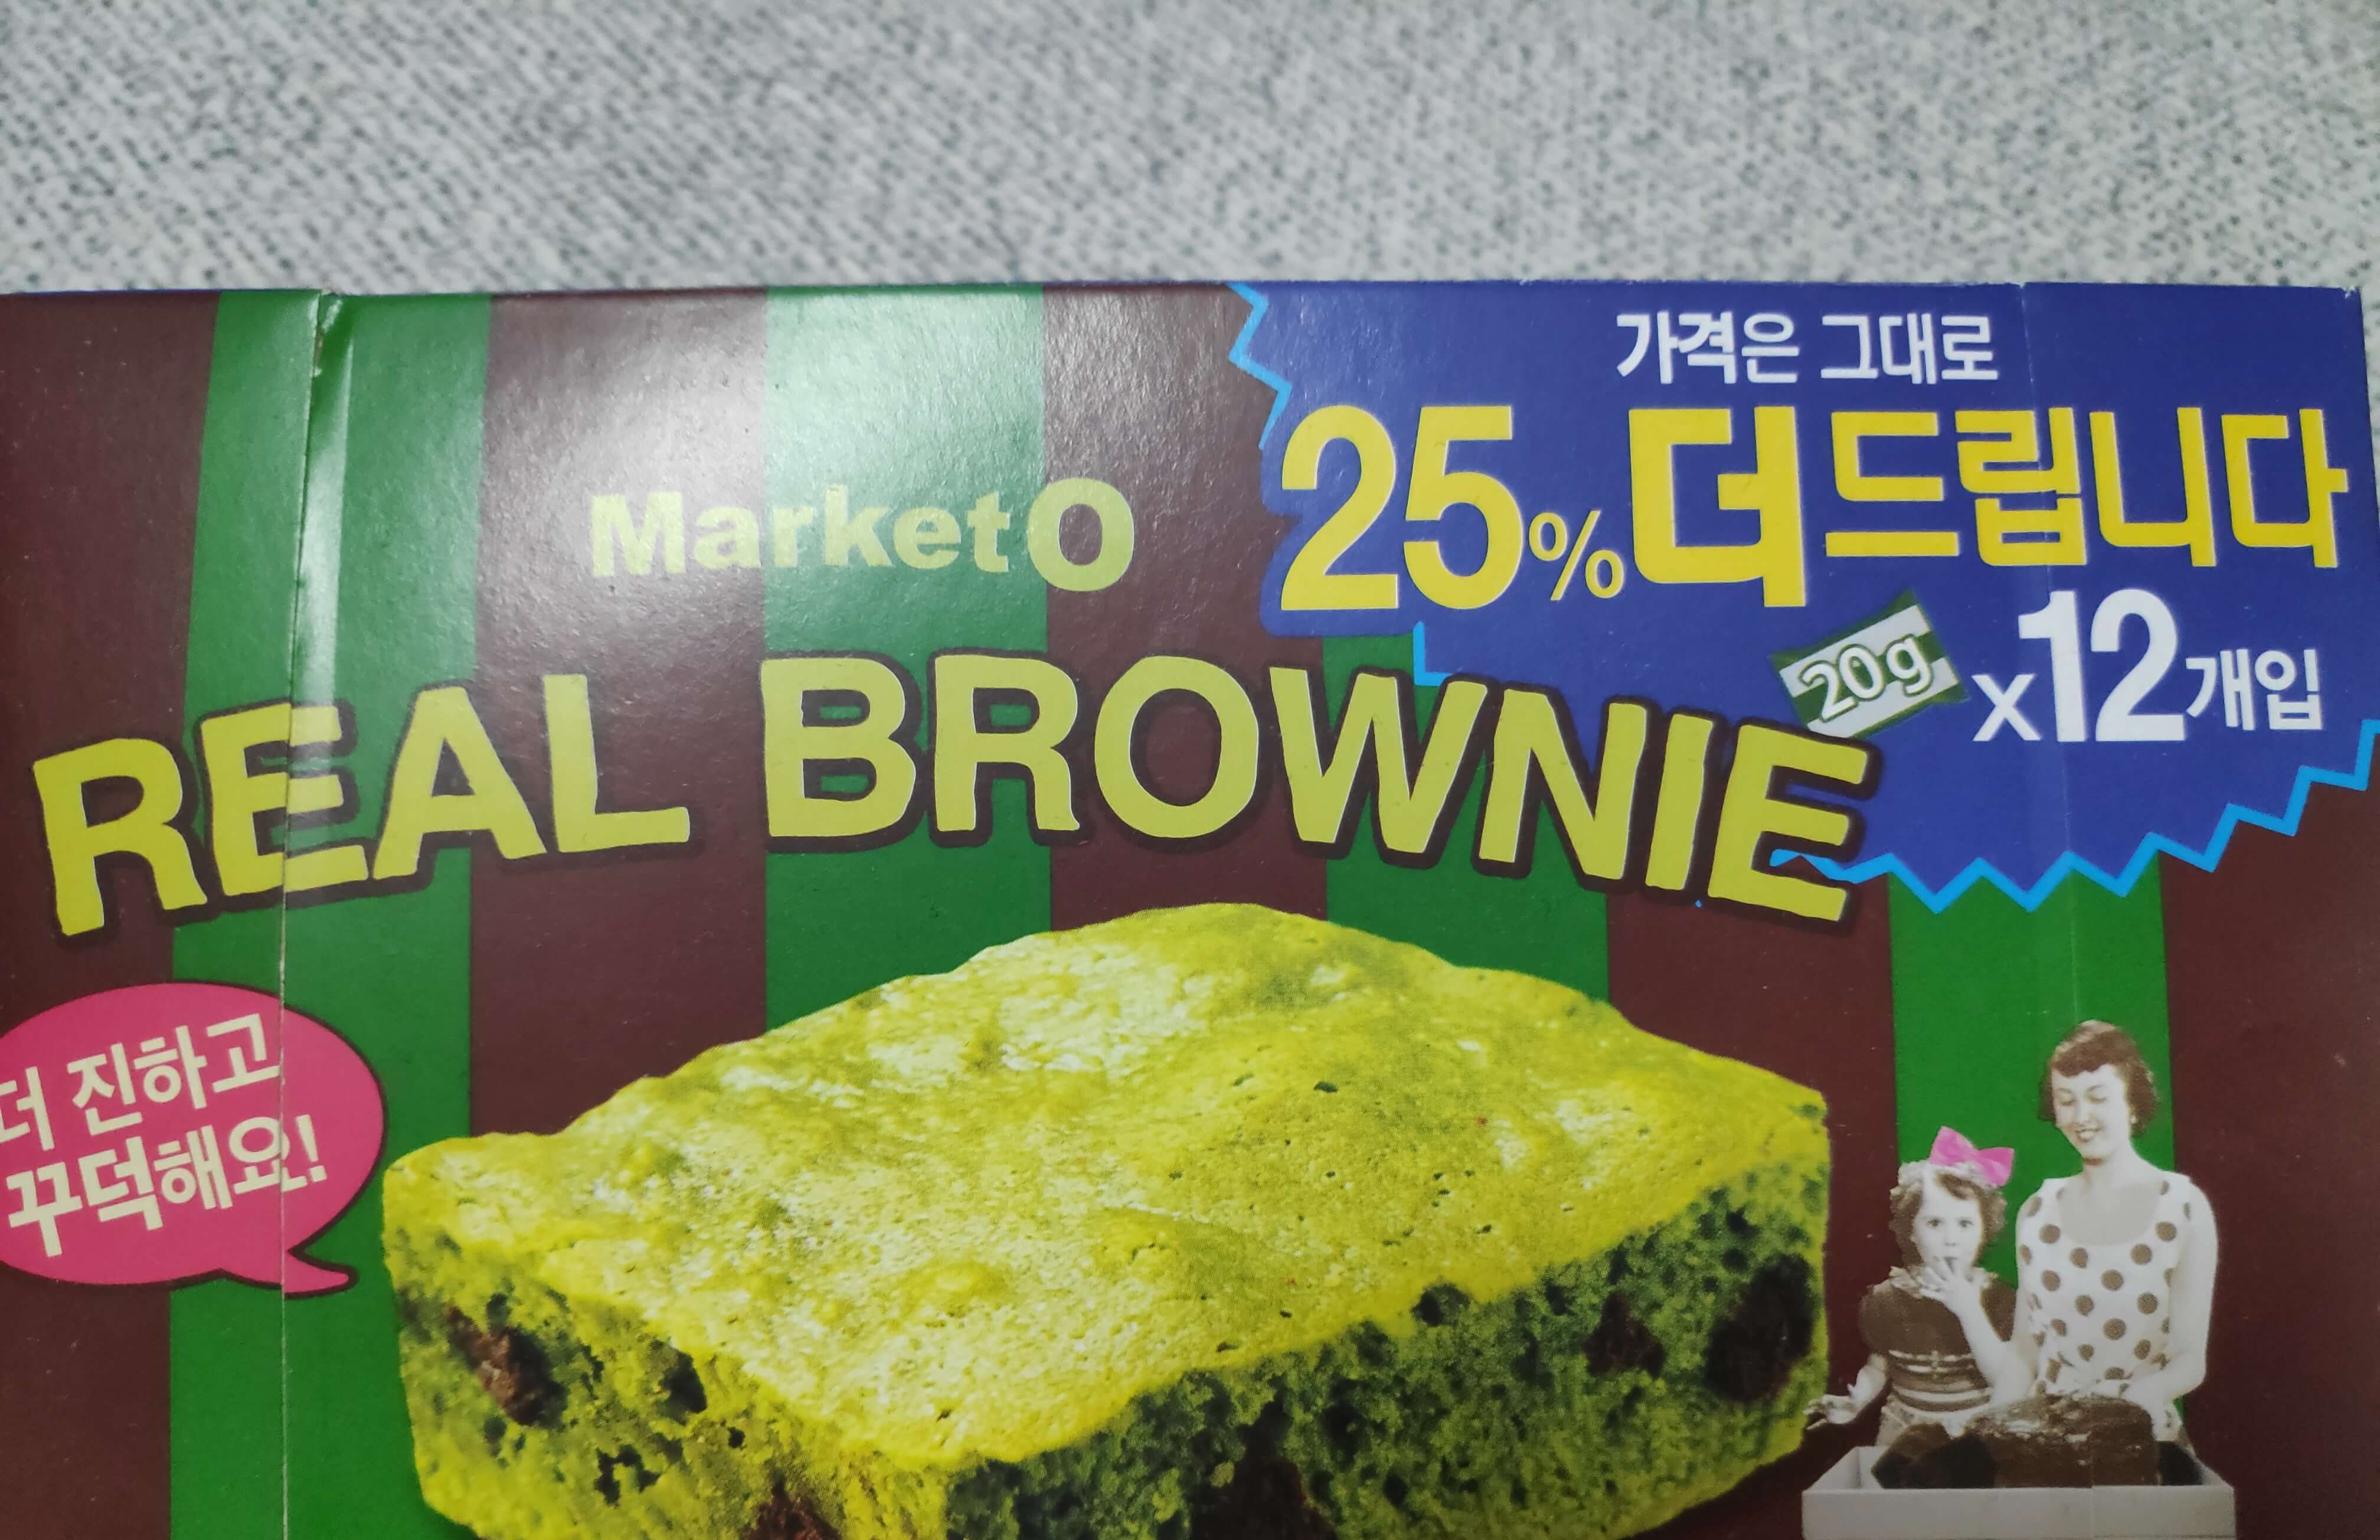 가격은 그대로
25% 더 드립니다
20g x12개입
Market O
REAL BROWNIE
더 진하고
꾸덕해요!